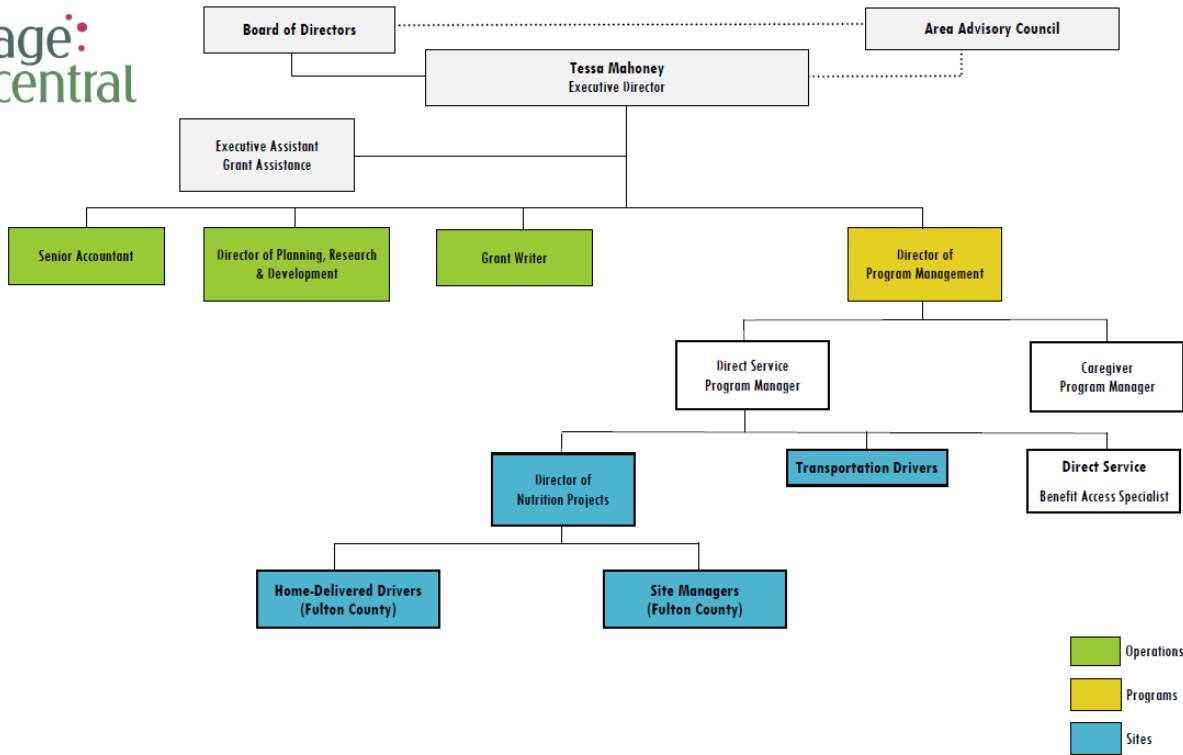 age
central
Board of Directors
Area Advisory Council
Tessa Mahoney
Executive Director
Executive Assistant
Grant Assistance
Senior Accountant
Director of Planning, Research
& Development
Grant Writer
Director of
Program Management
Direct Service
Program Manager
Caregiver
Program Manager
Director of
Nutrition Projects
Transportation Drivers
Direct Service
Benefit Access Specialist
Home-Delivered Drivers
(Fulton County)
Site Managers
(Fulton County)
Operations
Programs
Sites